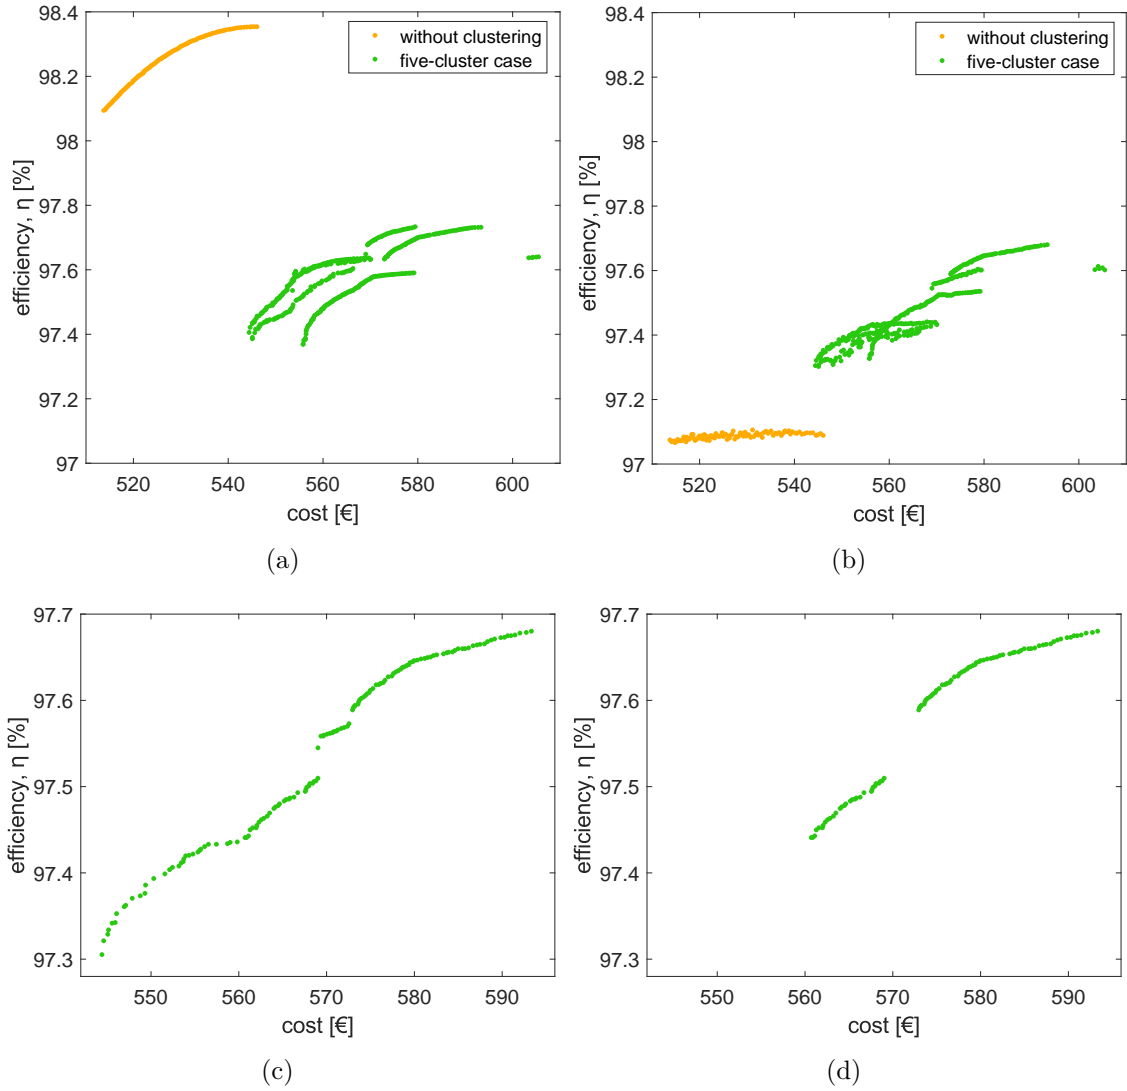 98.4
98.2
98
97.8
97.6
97.4
97.2
97
520
540
560
580
600
efficiency, η [%]
cost [€]
without clustering
five-cluster case
(a)
98.4
98.2
98
97.8
97.6
97.4
97.2
97
520
540
560
580
600
efficiency, η [%]
cost [€]
without clustering
five-cluster case
(b)
97.7
97.6
97.5
97.4
97.3
550
560
570
580
590
efficiency, η [%]
cost [€]
(c)
97.7
97.6
97.5
97.4
97.3
550
560
570
580
590
efficiency, η [%]
cost [€]
(d)